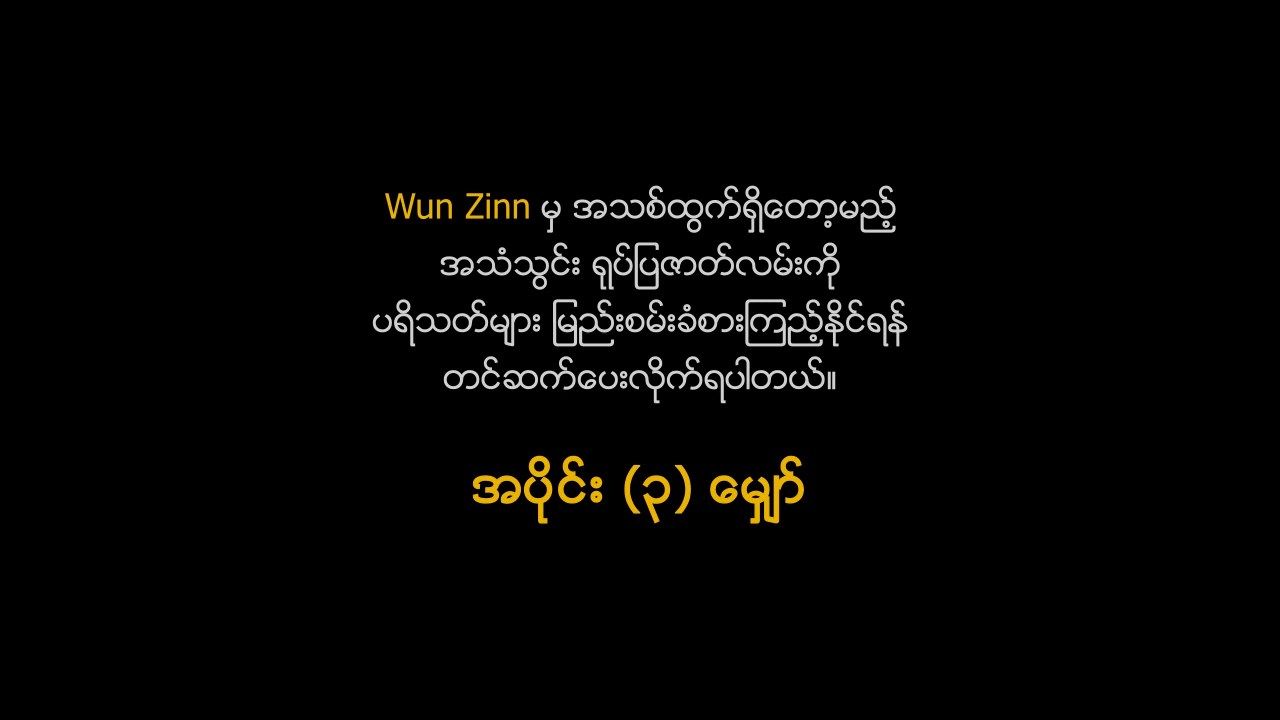 Wun Zinn မှ အသစ်ထွက်ရှိတော့မည့်
အသံသွင်း ရုပ်ပြဇာတ်လမ်းကို
ပရိသတ်များ မြည်းစမ်းခံစားကြည့်နိုင်ရန်
တင်ဆက်ပေးလိုက်ရပါတယ်။
အပိုင်း (၃) မျှော်